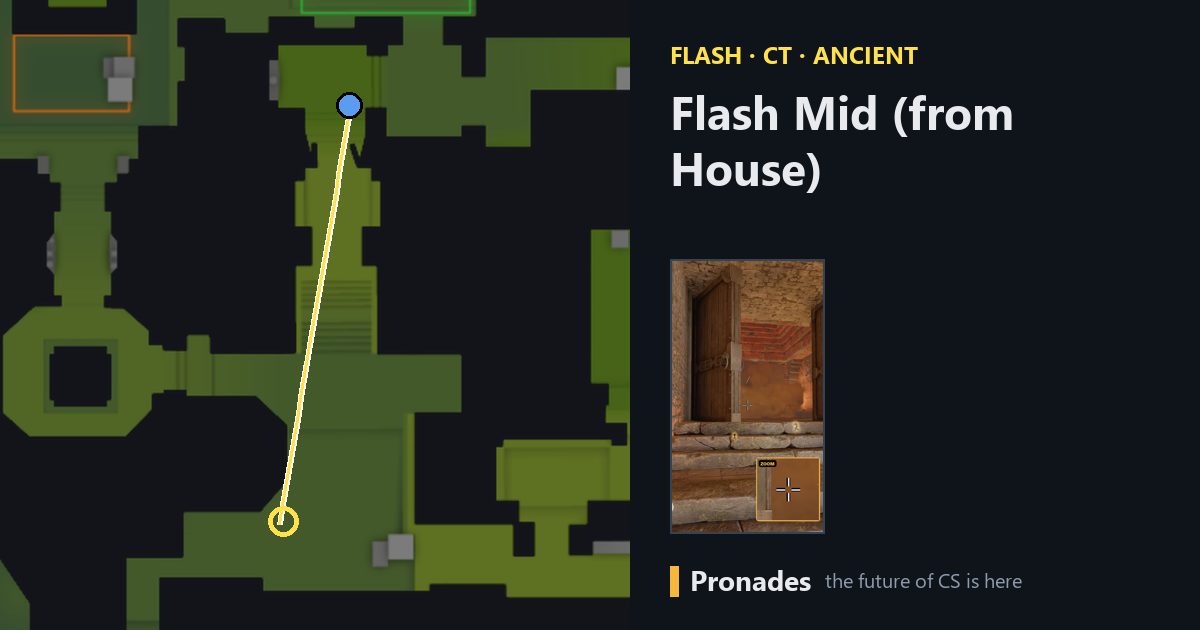 FLASH · CT · ANCIENT
Flash Mid (from
House)
ZOOM
Pronades the future of CS is here